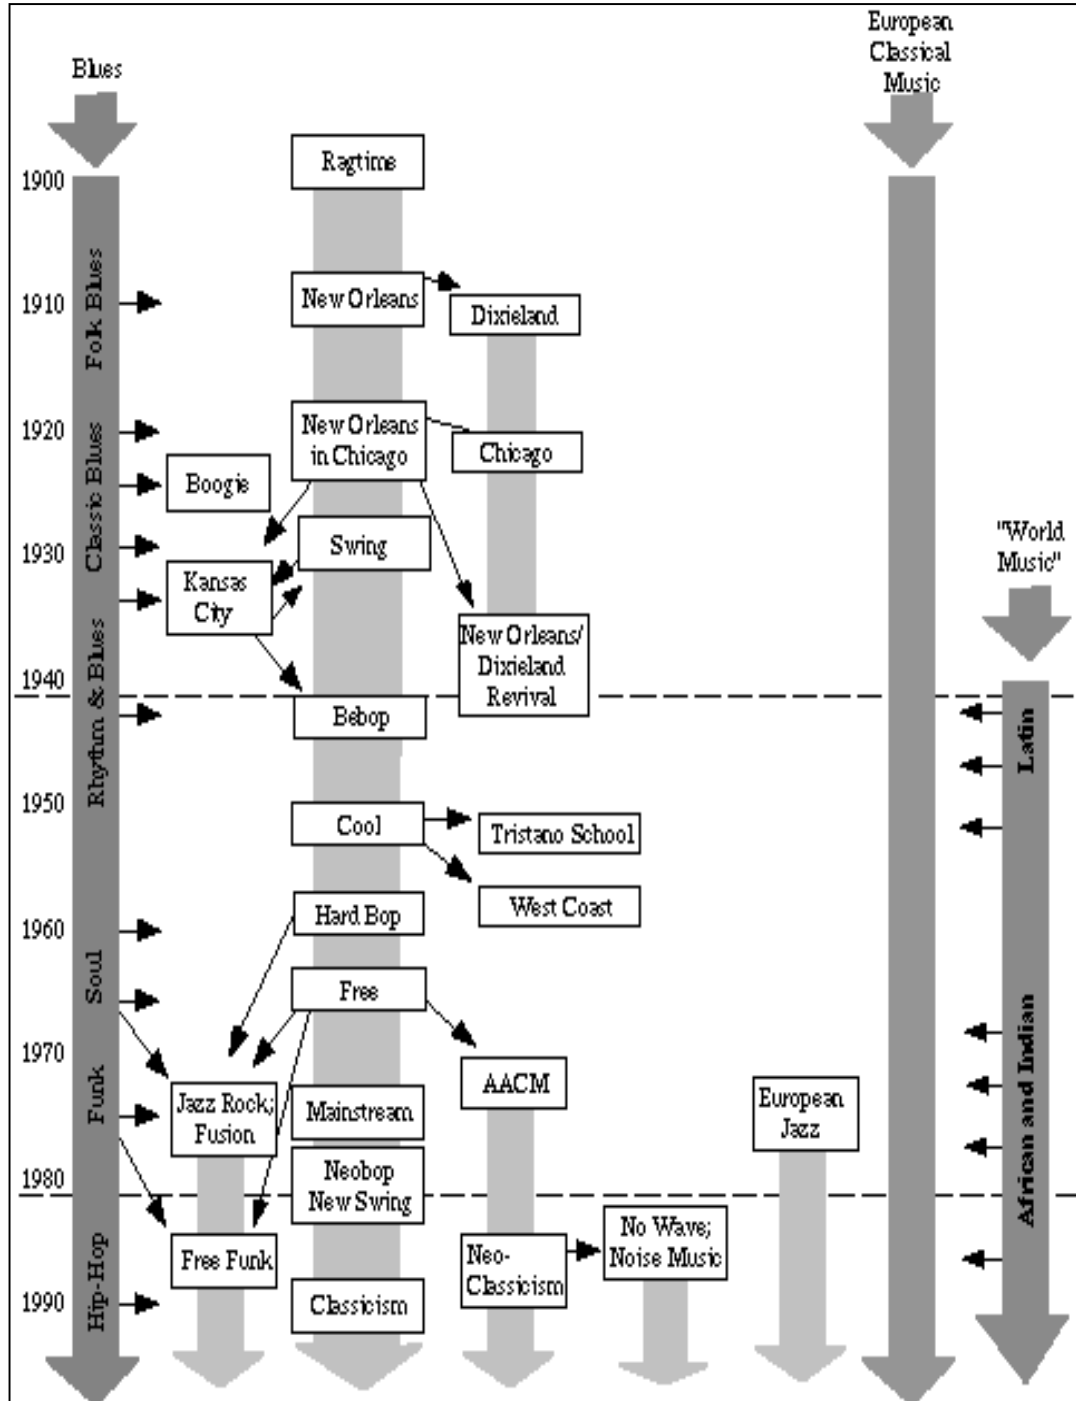 European
Classical
Music
Blues
Ragtime
1900
Folk Blues
New Orleans
1910
Dixieland
New Orleans
in Chicago
1920
Chicago
Classic Blues
Boogie
"World
Music"
Swing
1930
Kansas
City
New Orleans/
Dixieland
Revival
1940
Rhythm & Blues
Bebop
Latin
1950
Cool
Tristano School
West Coast
Hard Bop
1960
Soul
Free
1970
AACM
Funk
Jazz Rock;
Fusion
Mainstream
European
Jazz
African and Indian
Neobop
New Swing
1980
No Wave;
Noise Music
Free Funk
Neo-
Classicism
Hip-Hop
1990
Classicism